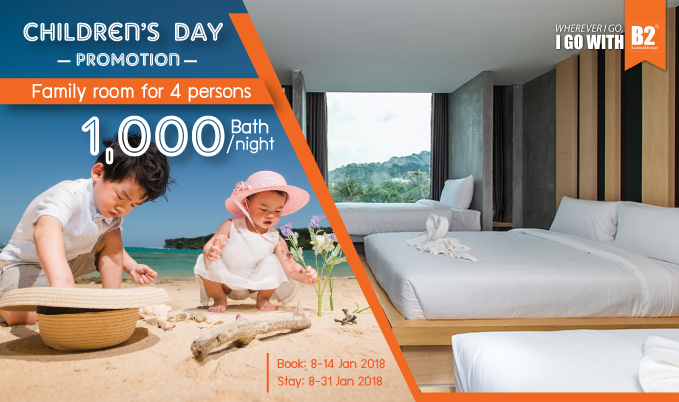 CHILDREN'S DAY
— PROMOTION —
Family room for 4 persons
1,000 Bath
/night
WHEREVER I GO,
I GO WITH B2
Book: 8-14 Jan 2018
Stay: 8-31 Jan 2018